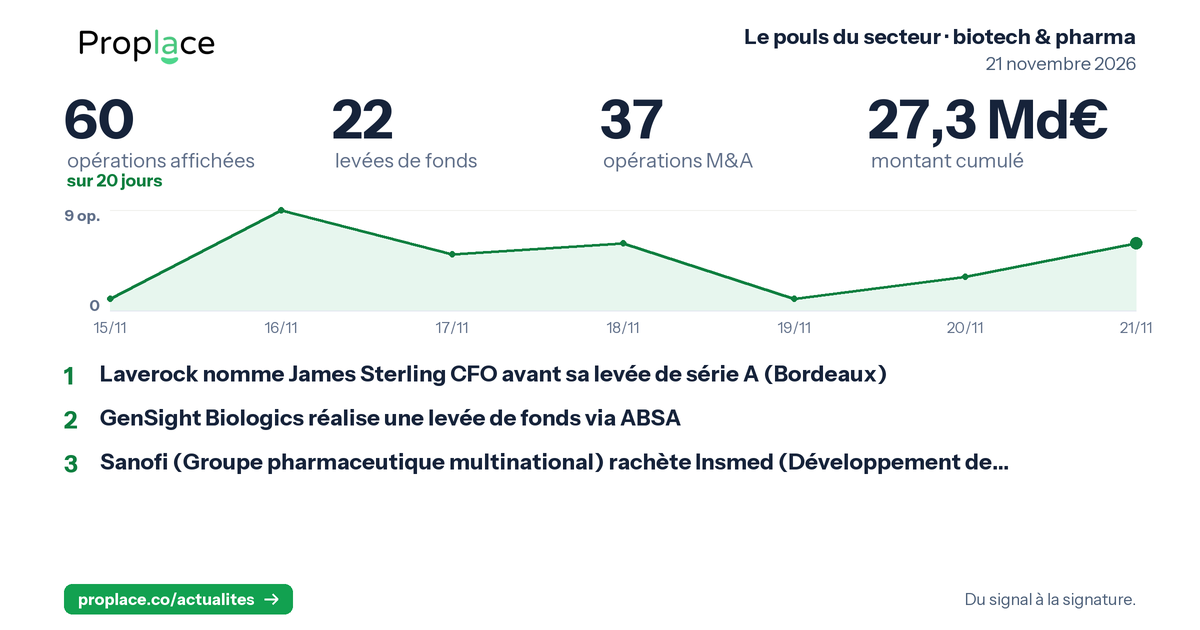 Proplace
Le pouls du secteur · biotech & pharma
21 novembre 2026
60
22
37
27,3 Md€
opérations affichées
levées de fonds
opérations M&A
montant cumulé
sur 20 jours
9 op.
0
15/11
16/11
17/11
18/11
19/11
20/11
21/11
1 Laverock nomme James Sterling CFO avant sa levée de série A (Bordeaux)
2 GenSight Biologics réalise une levée de fonds via ABSA
3 Sanofi (Groupe pharmaceutique multinational) rachète Insmed (Développement de...
proplace.co/actualites →
Du signal à la signature.